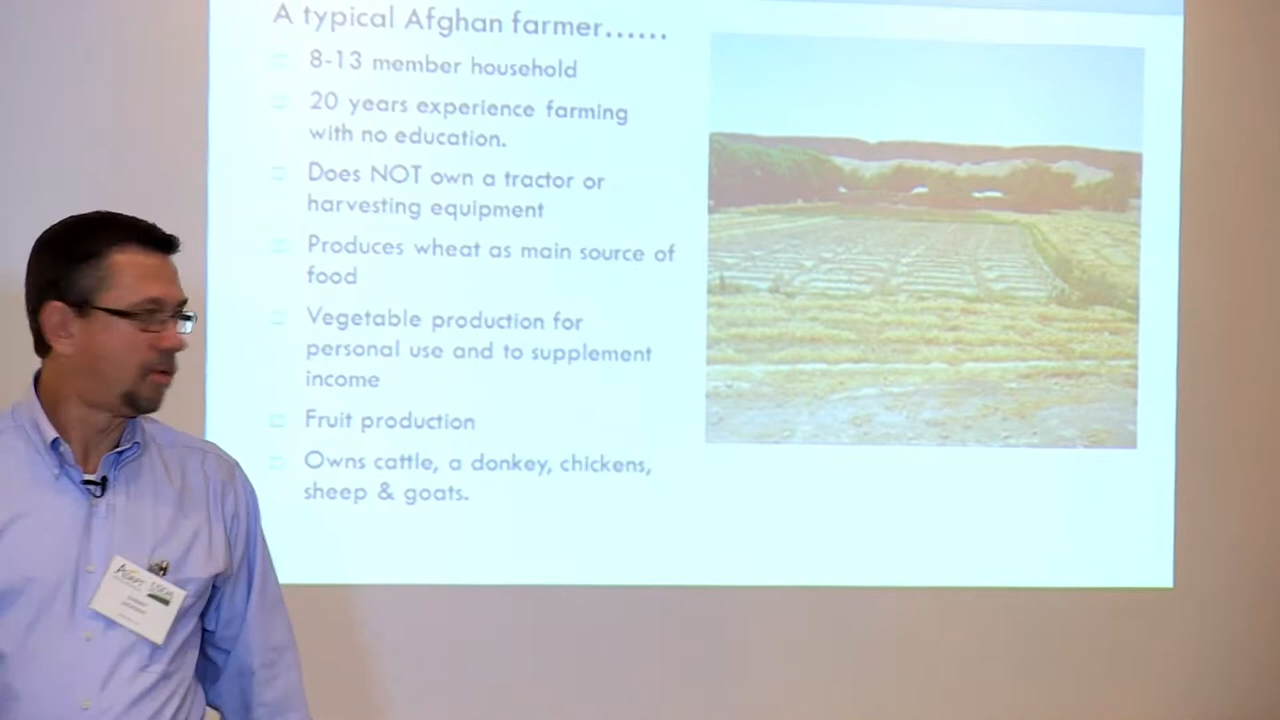 A typical Afghan farmer......
8-13 member household
20 years experience farming
with no education.
Does NOT own a tractor or
harvesting equipment
Produces wheat as main source of
food
Vegetable production for
personal use and to supplement
income
Fruit production
Owns cattle, a donkey, chickens,
sheep & goats.